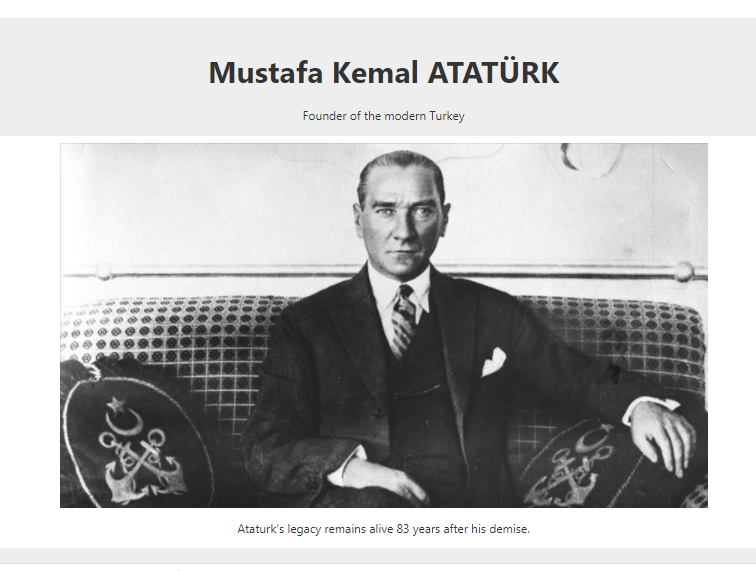 Mustafa Kemal ATATÜRK
Founder of the modern Turkey
Ataturk's legacy remains alive 83 years after his demise.